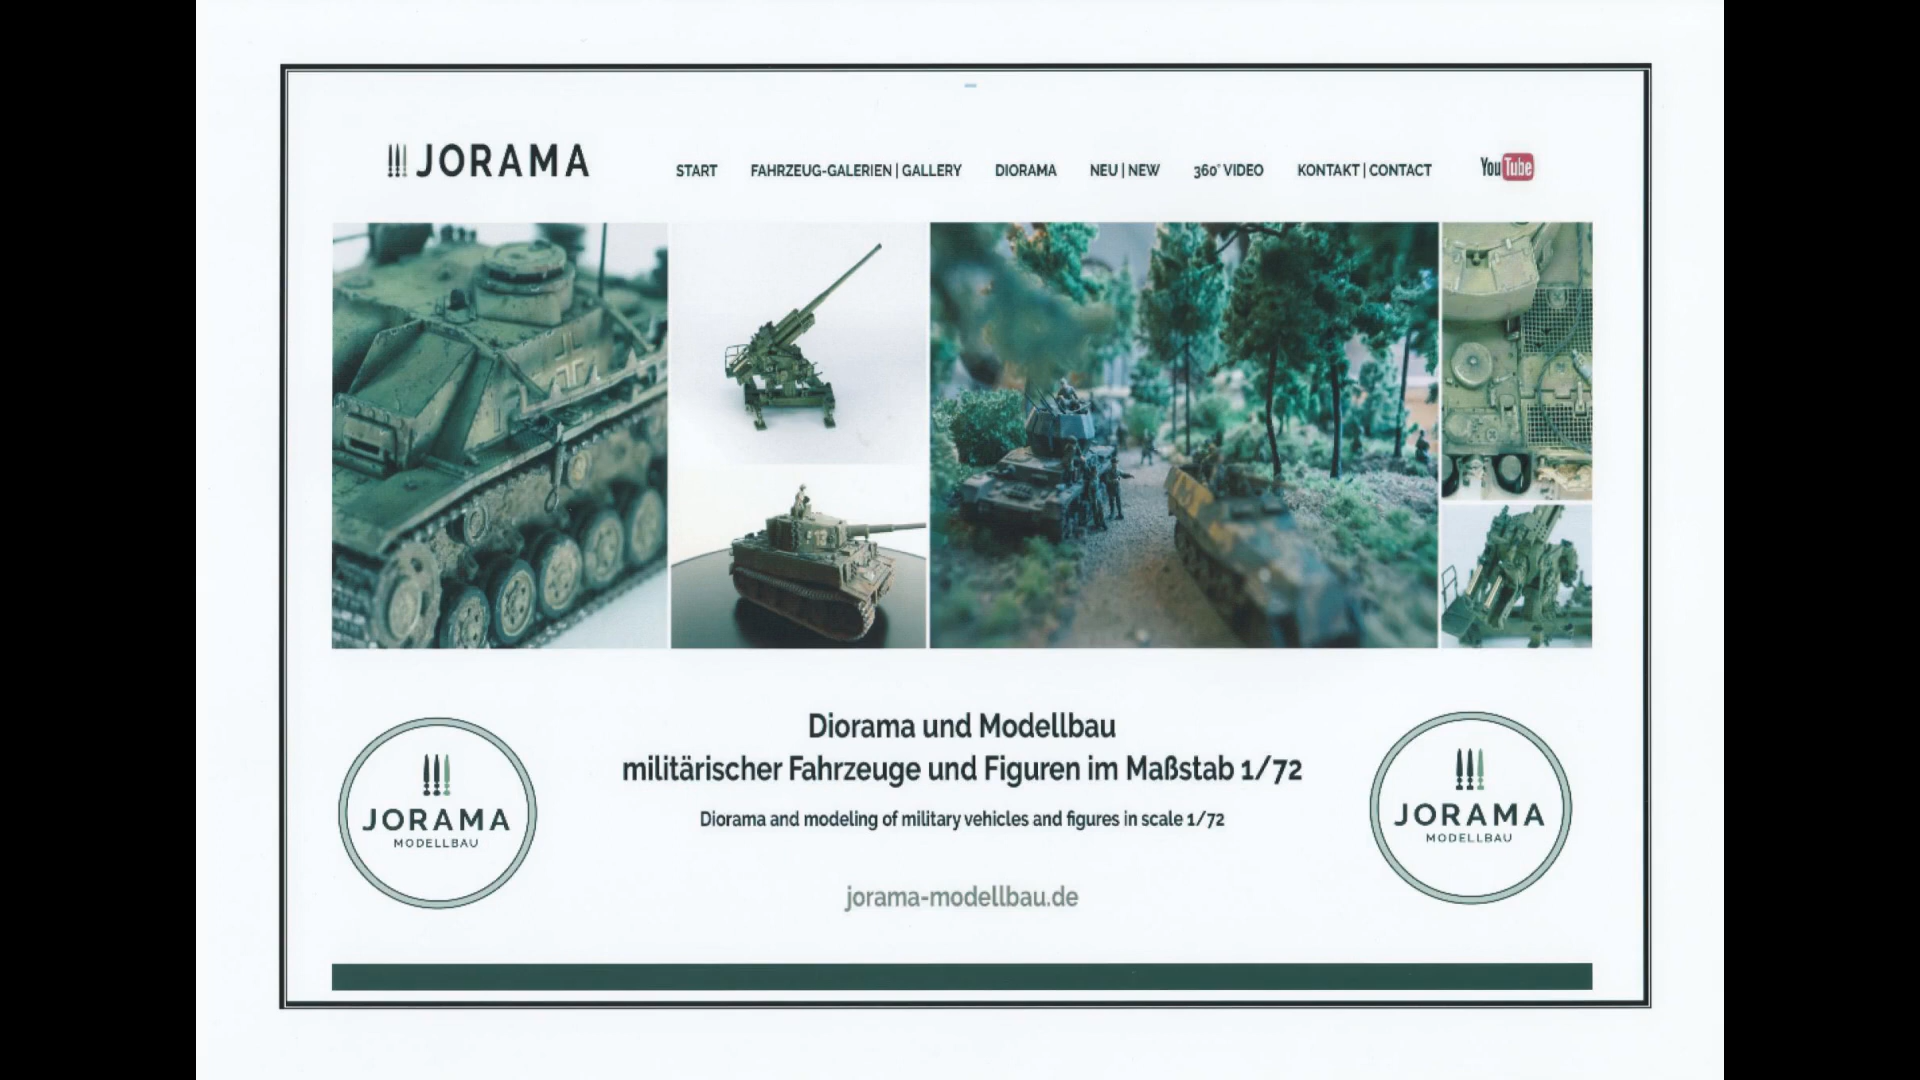 JORAMA
START FAHRZEUG-GALERIEN | GALLERY DIORAMA NEU | NEW 360° VIDEO KONTAKT | CONTACT YouTube
Diorama und Modellbau
militärischer Fahrzeuge und Figuren im Maßstab 1/72
Diorama and modeling of military vehicles and figures in scale 1/72
jorama-modellbau.de
JORAMA
MODELLBAU
JORAMA
MODELLBAU